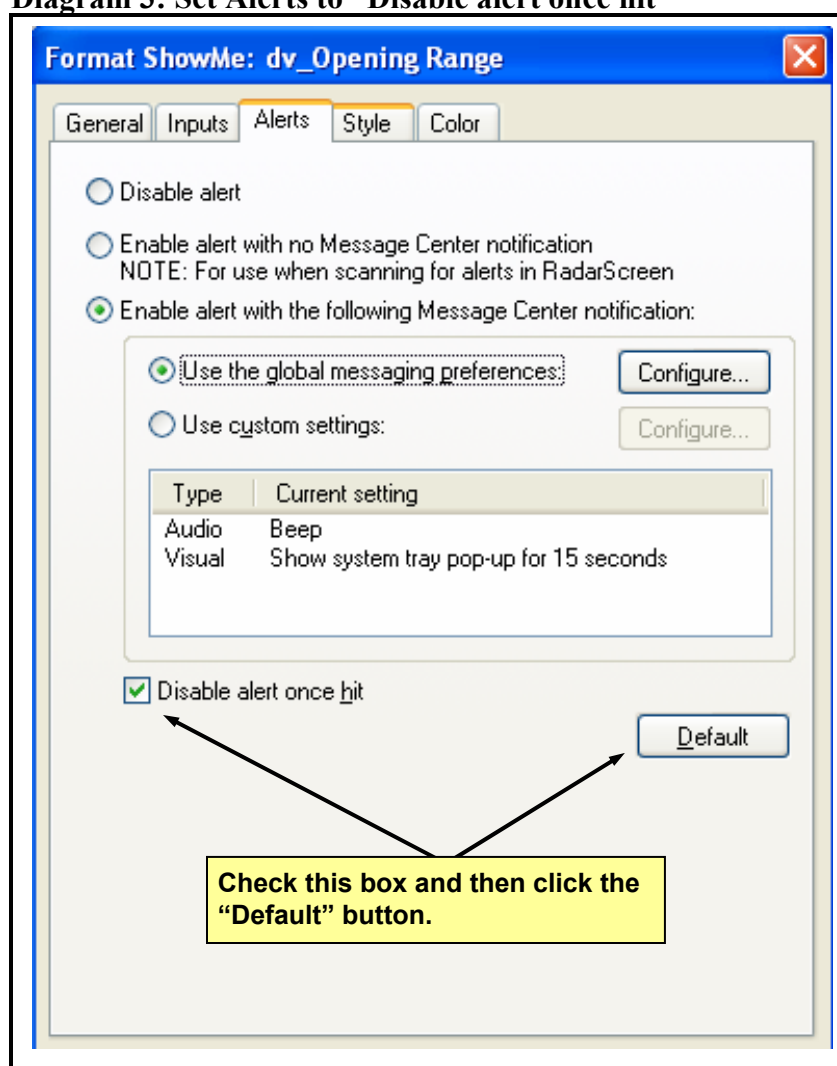 Diagram 3: Set Alerts to "Disable alert once hit"
Format ShowMe: dv_Opening Range
General Inputs Alerts Style Color
Disable alert
Enable alert with no Message Center notification
NOTE: For use when scanning for alerts in RadarScreen
Enable alert with the following Message Center notification:
Use the global messaging preferences: Configure...
Use custom settings: Configure...
Type Current setting
Audio Beep
Visual Show system tray pop-up for 15 seconds
Disable alert once hit
Default
Check this box and then click the
“Default” button.